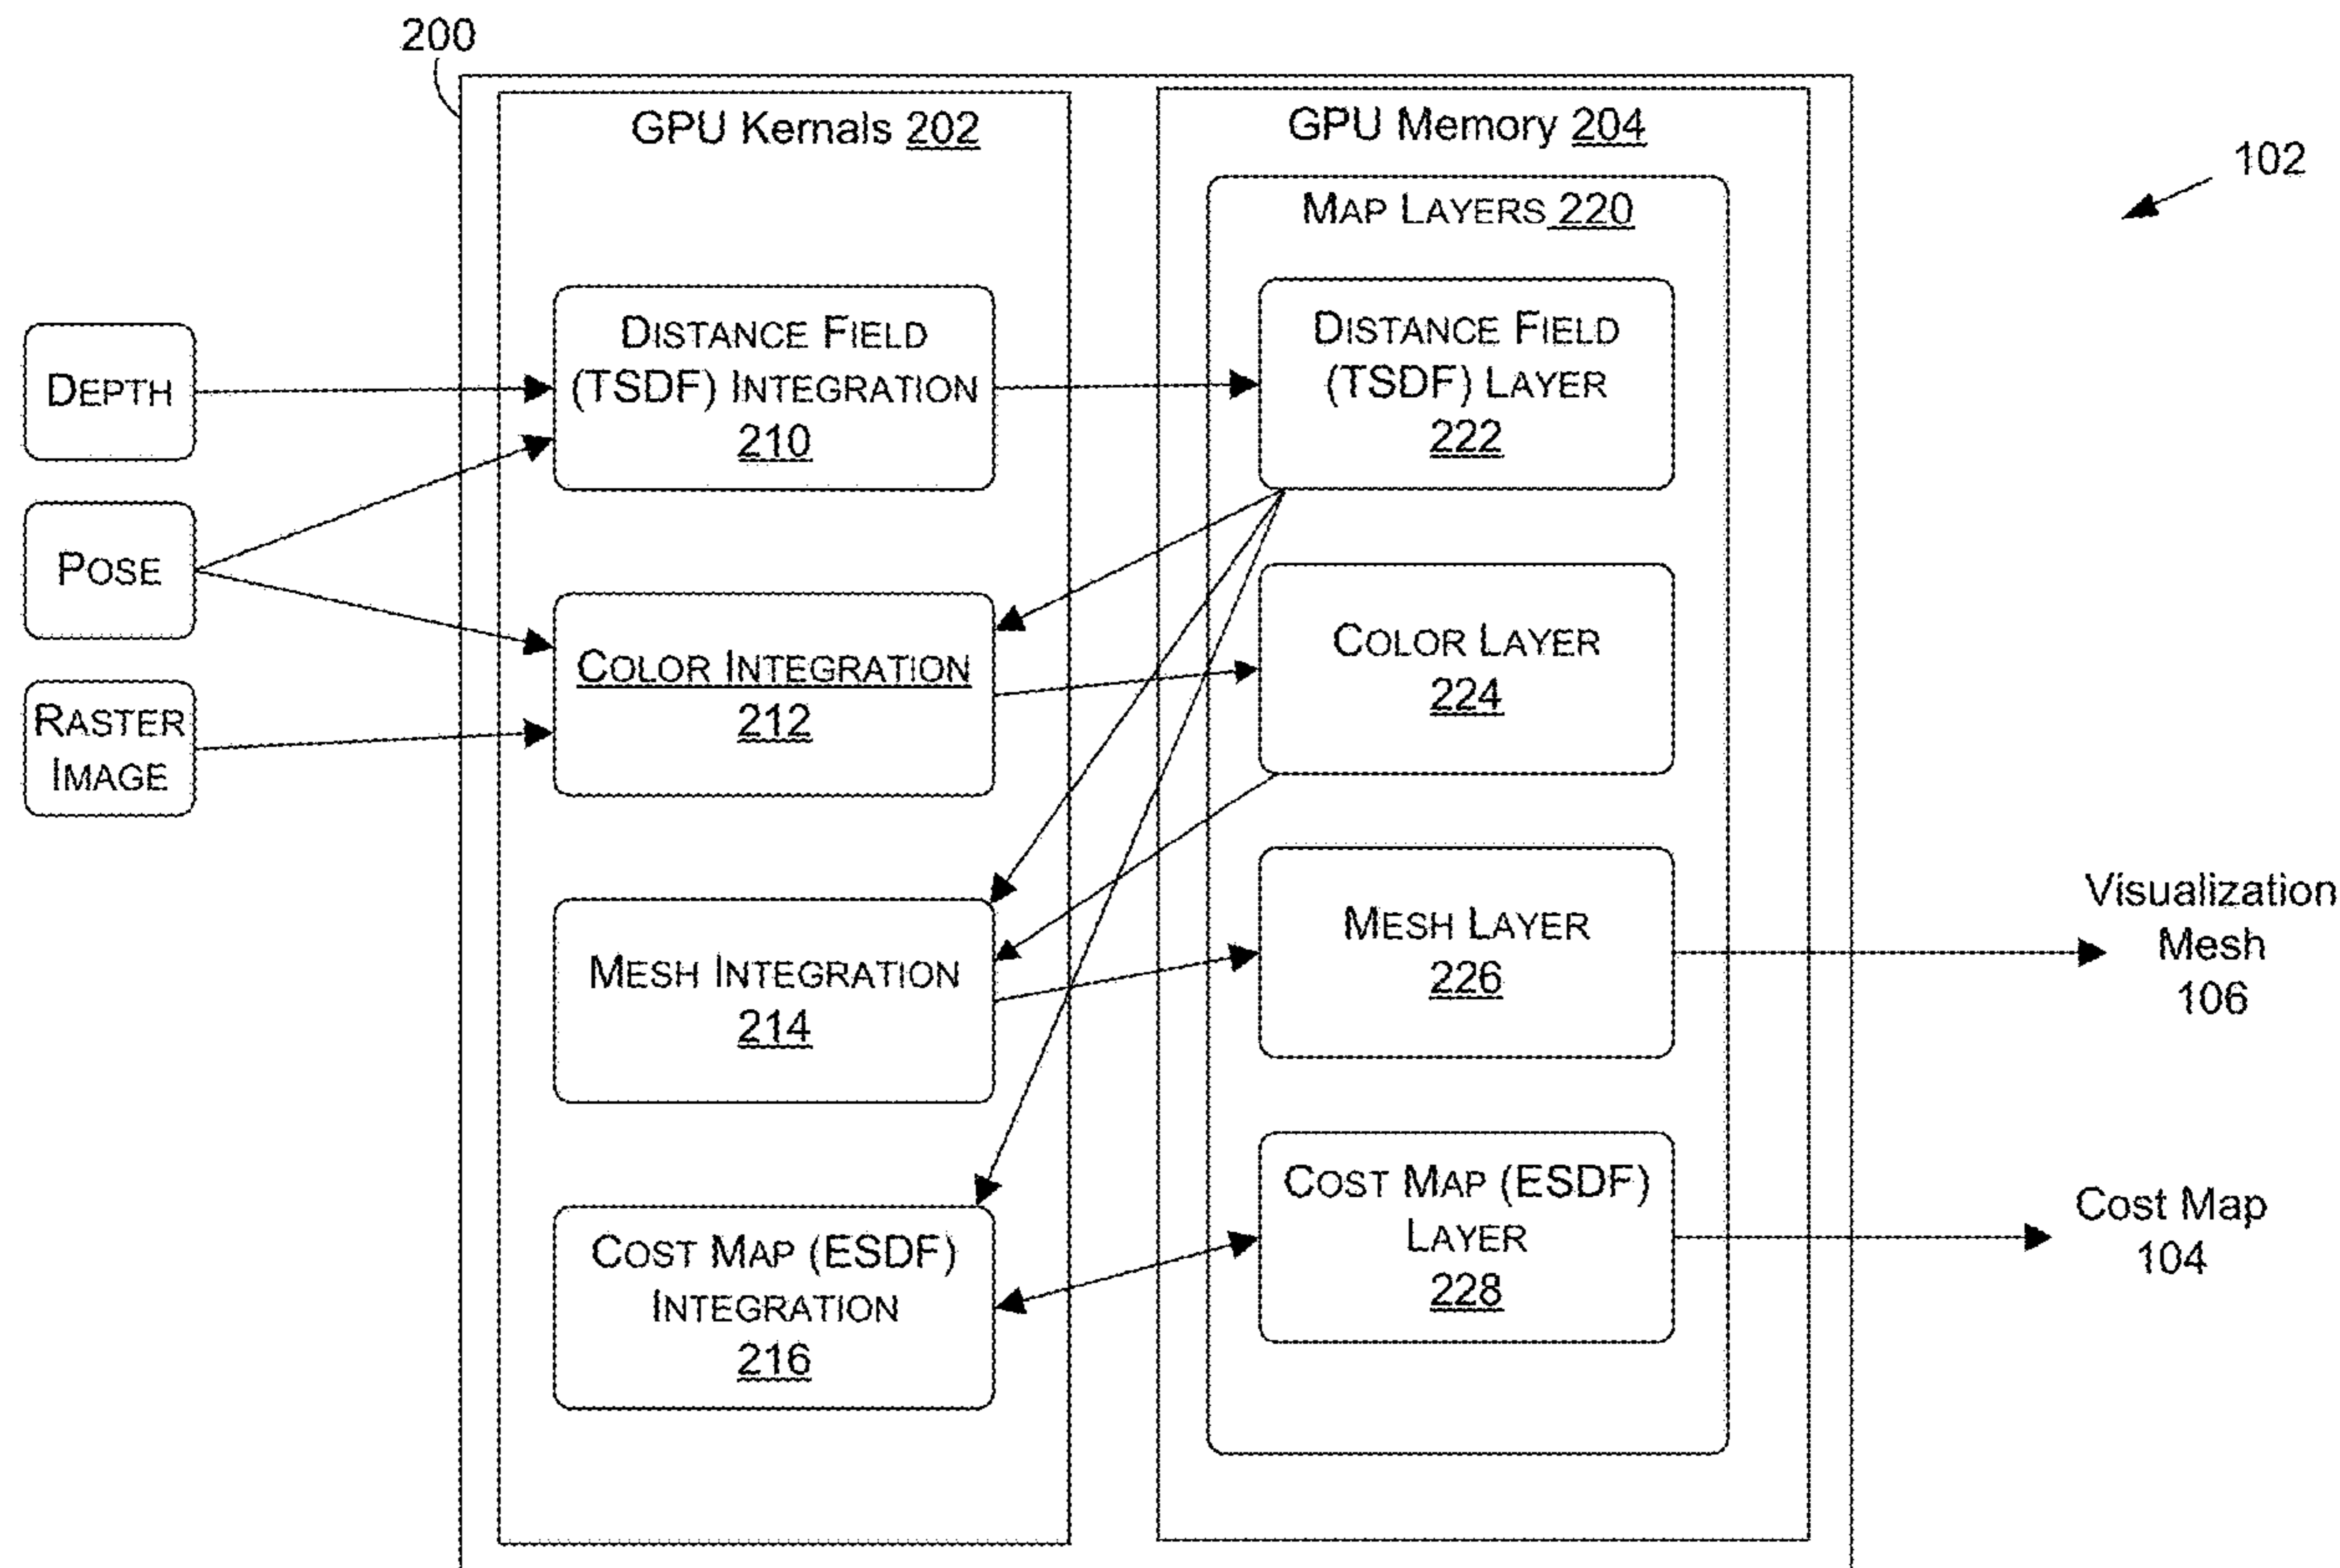 200
GPU Kernals 202
GPU Memory 204
102
MAP LAYERS 220
DEPTH
POSE
RASTER
IMAGE
DISTANCE FIELD
(TSDF) INTEGRATION
210
COLOR INTEGRATION
212
MESH INTEGRATION
214
COST MAP (ESDF)
INTEGRATION
216
DISTANCE FIELD
(TSDF) LAYER
222
COLOR LAYER
224
MESH LAYER
226
COST MAP (ESDF)
LAYER
228
Visualization
Mesh
106
Cost Map
104